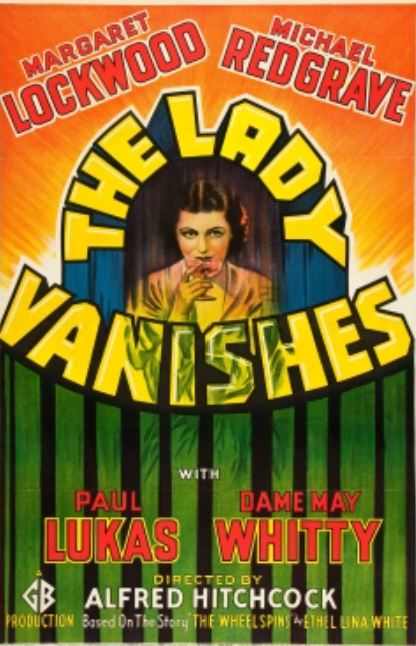 MARGARET LOCKWOOD
MICHAEL REDGRAVE
THE LADY
VANISHES
WITH
PAUL LUKAS
DAME MAY WHITTY
DIRECTED BY
ALFRED HITCHCOCK
A
GB
PRODUCTION
Based On The Story "THE WHEEL SPINS" by ETHEL LINA WHITE